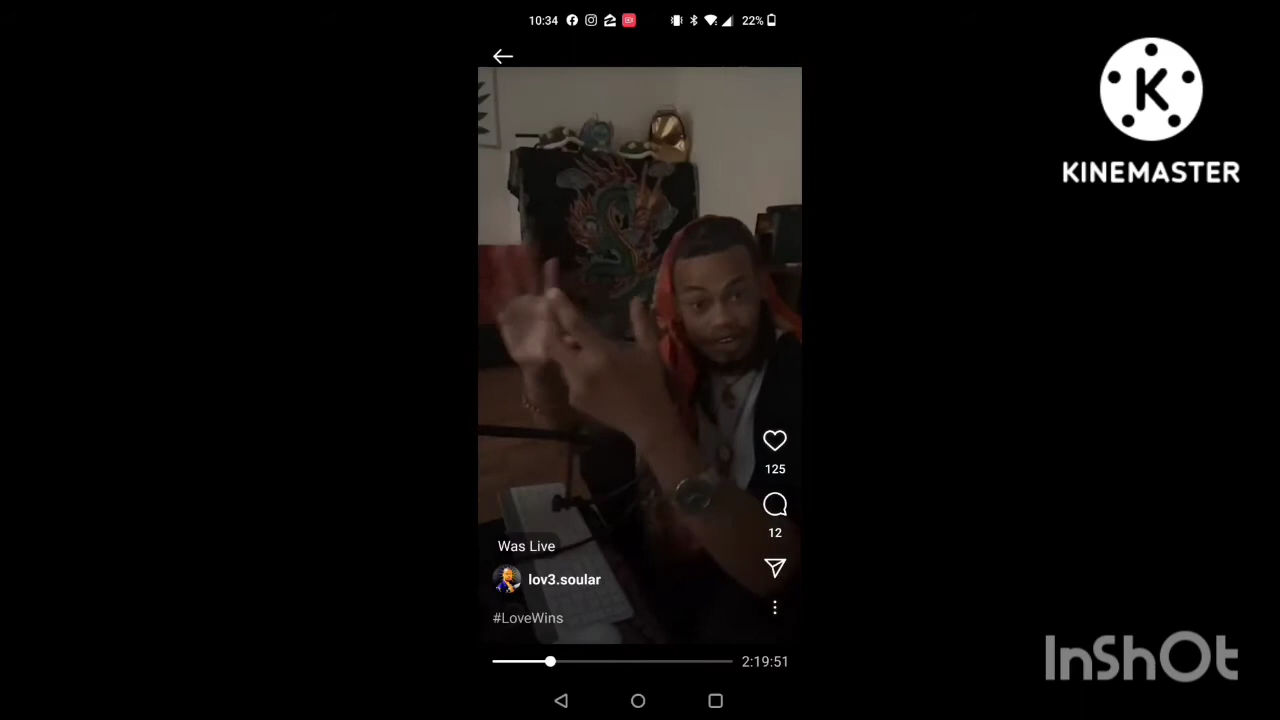 10:34
22%
K
KINEMASTER
125
12
Was Live
lov3.soular
#LoveWins
2:19:51
InShOt